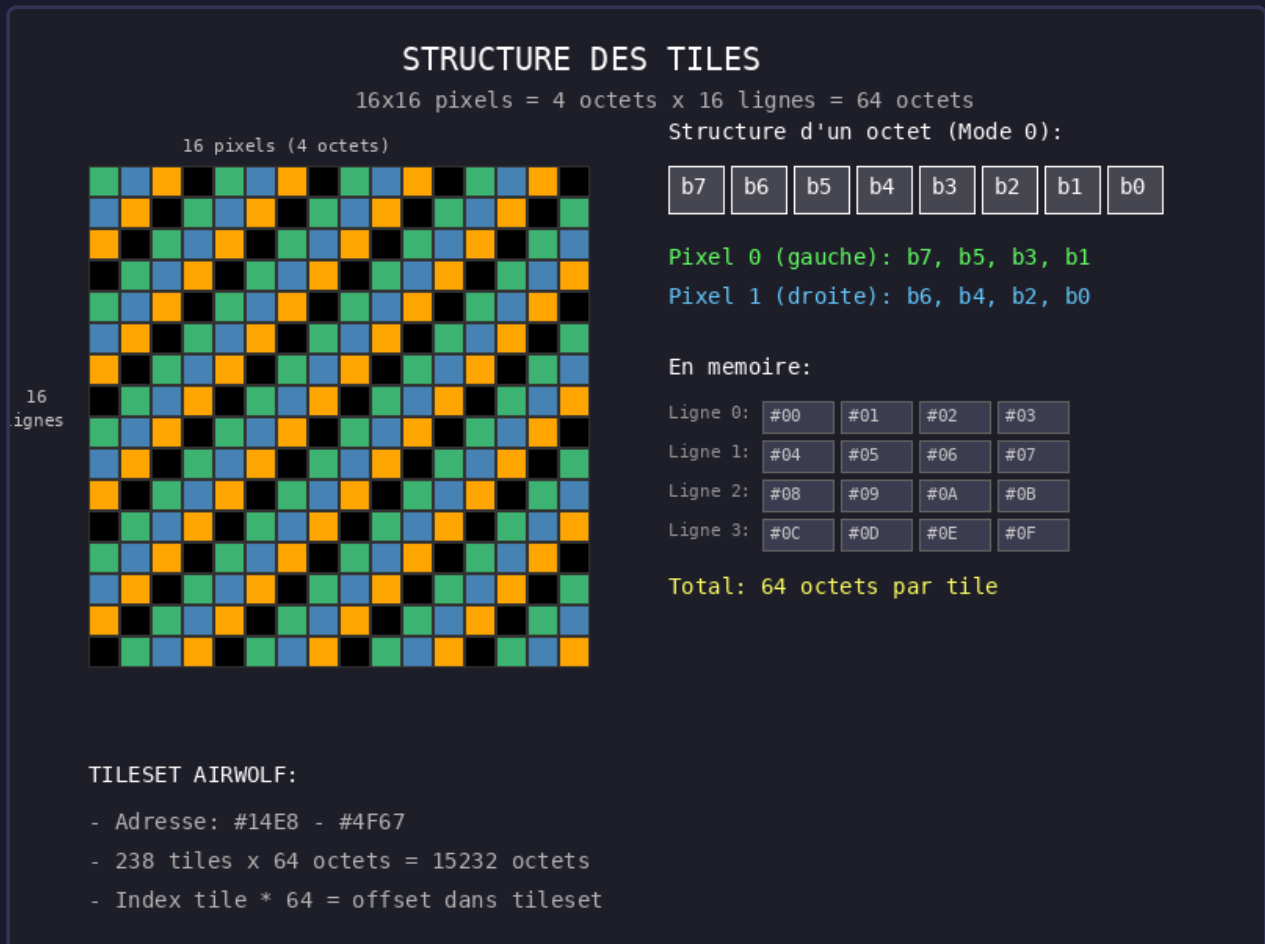 STRUCTURE DES TILES
16x16 pixels = 4 octets x 16 lignes = 64 octets
16 pixels (4 octets)
16
ignes
Structure d'un octet (Mode 0):
b7 b6 b5 b4 b3 b2 b1 b0
Pixel 0 (gauche): b7, b5, b3, b1
Pixel 1 (droite): b6, b4, b2, b0
En memoire:
Ligne 0: #00 #01 #02 #03
Ligne 1: #04 #05 #06 #07
Ligne 2: #08 #09 #0A #0B
Ligne 3: #0C #0D #0E #0F
Total: 64 octets par tile
TILESET AIRWOLF:
- Adresse: #14E8 - #4F67
- 238 tiles x 64 octets = 15232 octets
- Index tile * 64 = offset dans tileset